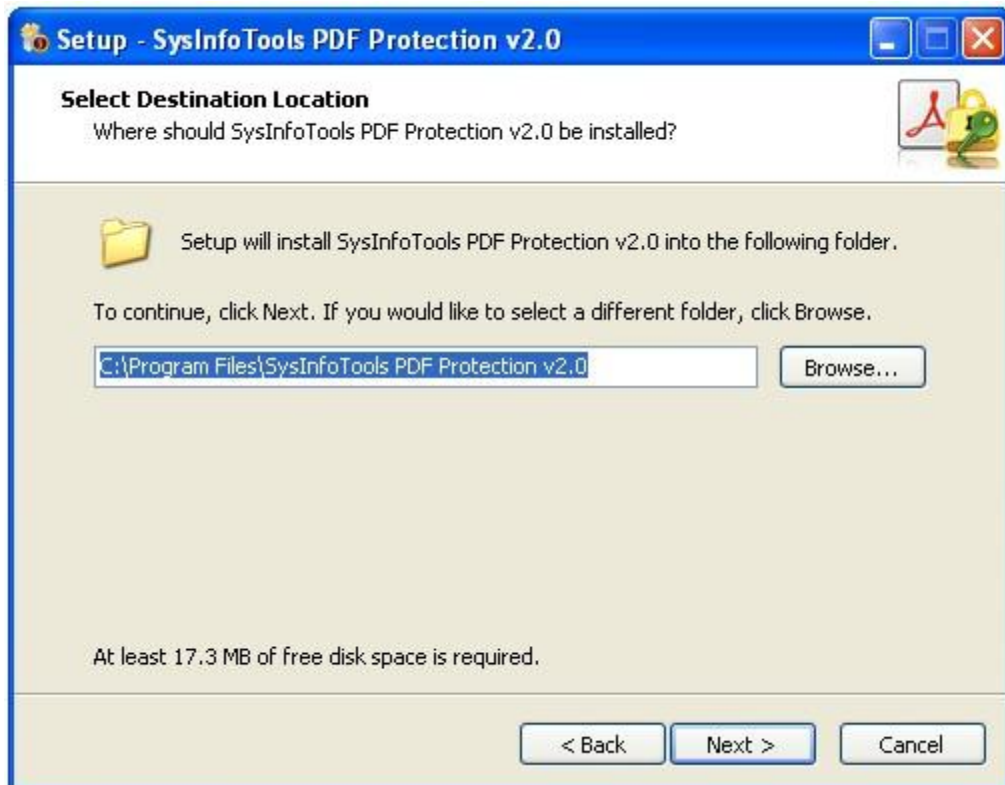 Setup - SysInfoTools PDF Protection v2.0
Select Destination Location
Where should SysInfoTools PDF Protection v2.0 be installed?
Setup will install SysInfoTools PDF Protection v2.0 into the following folder.
To continue, click Next. If you would like to select a different folder, click Browse.
C:\Program Files\SysInfoTools PDF Protection v2.0
Browse...
At least 17.3 MB of free disk space is required.
< Back
Next >
Cancel